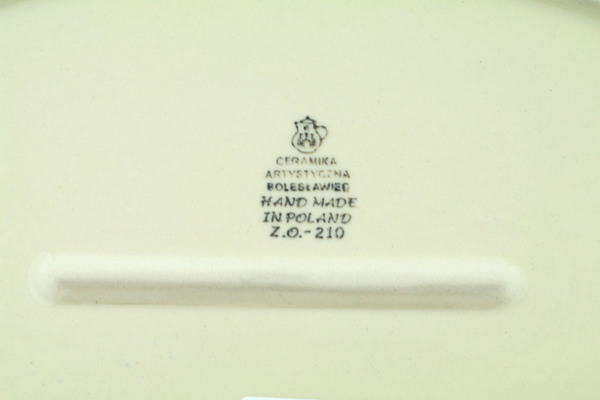 CERAMIKA
ARTYSTYCZNA
BOLESŁAWIEC
HAND MADE
IN POLAND
Z.O.-210